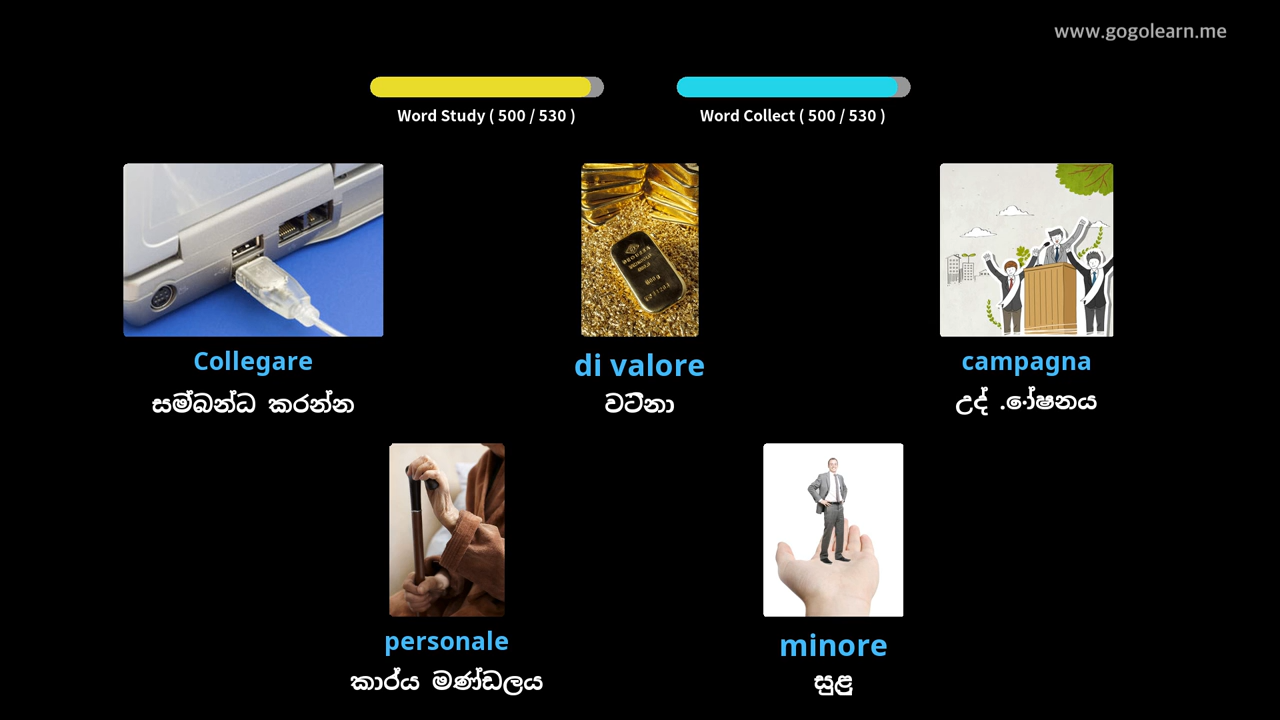 www.gogolearn.me
Word Study ( 500 / 530 )
Word Collect ( 500 / 530 )
Collegare
සම්බන්ධ කරන්න
di valore
වටිනා
campagna
උද් .ඝෝෂනය
personale
කාර්ය මණ්ඩලය
minore
සුළු